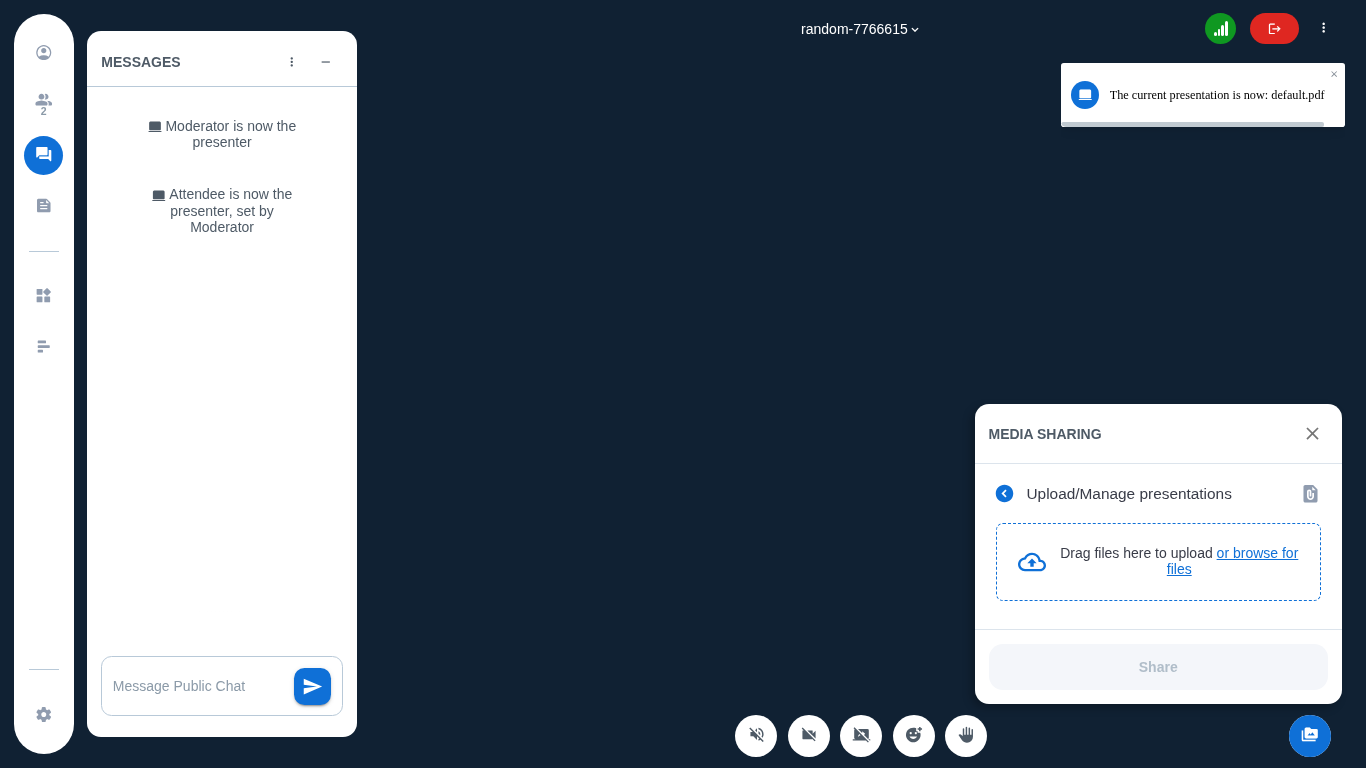 random-7766615
MESSAGES
2
The current presentation is now: default.pdf
Moderator is now the
presenter
Attendee is now the
presenter, set by
Moderator
MEDIA SHARING
Upload/Manage presentations
Drag files here to upload or browse for
files
Share
Message Public Chat